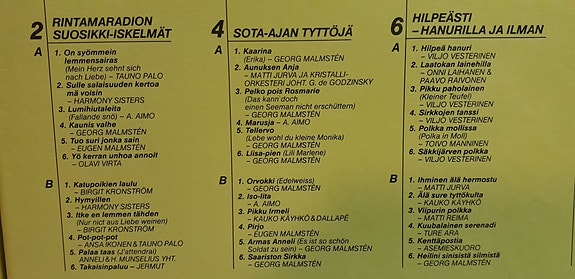 2 RINTAMARADION
SUOSIKKI-ISKELMÄT
A 1. On syömmein
lemmensairas
(Mein Herz sehnt sich
nach Liebe) – TAUNO PALO
2. Sulle salaisuuden kertoa
mä voisin
– HARMONY SISTERS
3. Lumihiutaleita
(Fallande snö) – A. AIMO
4. Kaunis valhe
– GEORG MALMSTÉN
5. Tuo suri jonka sain
– EUGEN MALMSTÉN
6. Yö kerran unhoa annoit
– OLAVI VIRTA
B 1. Katupoikien laulu
– BIRGIT KRONSTRÖM
2. Hymyillen
– HARMONY SISTERS
3. Itke en lemmen tähden
(Nur nicht aus Liebe weinen)
– BIRGIT KRONSTRÖM
4. Pot-pot-pot
– ANSA IKONEN & TAUNO PALO
5. Palaa taas (J'attendrai)
ANNELI & H. MUNSELIUS YHT.
6. Takaisinpaluu – JERMUT
4 SOTA-AJAN TYTTÖJÄ
A 1. Kaarina
(Erika) – GEORG MALMSTÉN
2. Aunuksen Anja
– MATTI JURVA JA KRISTALLI-
ORKESTERI JOHT. G. de GODZINSKY
3. Pelko pois Rosmarie
(Das kann doch
einen Seeman nicht erschüttern)
– GEORG MALMSTÉN
4. Marusja – A. AIMO
5. Tellervo
(Lebe wohl du kleine Monika)
– GEORG MALMSTÉN
6. Liisa-pien (Lili Marlene)
– GEORG MALMSTÉN
B 1. Orvokki (Edelweiss)
– GEORG MALMSTÉN
2. Iso-Iita
– A. AIMO
3. Pikku Irmeli
– KAUKO KÄYHKÖ & DALLAPÉ
4. Pirjo
– EUGEN MALMSTÉN
5. Armas Anneli (Es ist so schön
Soldat zu sein) – GEORG MALMSTÉN
6. Saariston Sirkka
– GEORG MALMSTÉN
6 HILPEÄSTI
– HANURILLA JA ILMAN
A 1. Hilpeä hanuri
– VILJO VESTERINEN
2. Laatokan lainehilla
– ONNI LAIHANEN &
PAAVO RAIVONEN
3. Pikku paholainen
(Kleiner Teufel)
– VILJO VESTERINEN
4. Sirkkojen tanssi
– VILJO VESTERINEN
5. Polkka mollissa
(Polka in Moll)
– TOIVO MANNINEN
6. Säkkijärven polkka
– VILJO VESTERINEN
B 1. Ihminen älä hermostu
– MATTI JURVA
2. Älä sure tyttökulta
– KAUKO KÄYHKÖ
3. Viipurin polkka
– MATTI REIMA
4. Kuubalainen serenadi
– TURE ARA
5. Kenttäpostia
– ASEMIESKUORO
6. Heilini sinisistä silmistä
– GEORG MALMSTÉN